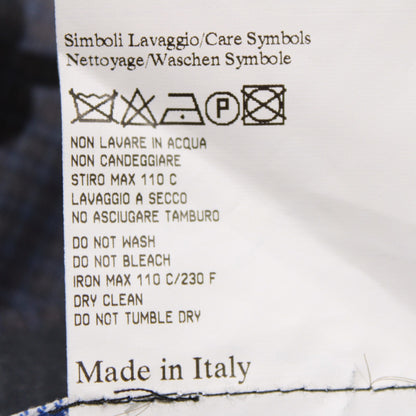 Simboli Lavaggio/Care Symbols
Nettoyage/Waschen Symbole
P
NON LAVARE IN ACQUA
NON CANDEGGIARE
STIRO MAX 110 C
LAVAGGIO A SECCO
NO ASCIUGARE TAMBURO
DO NOT WASH
DO NOT BLEACH
IRON MAX 110 C/230 F
DRY CLEAN
DO NOT TUMBLE DRY
Made in Italy